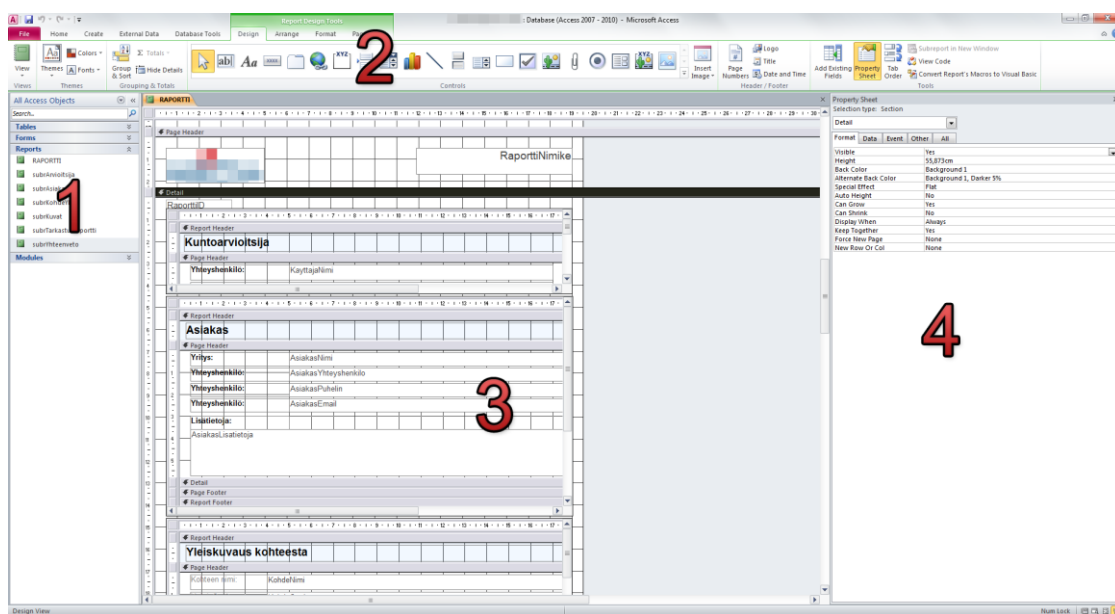 Report Design Tools
: Database (Access 2007 - 2010) - Microsoft Access
File Home Create External Data Database Tools Design Arrange Format
View
Views
Themes
Colors
Fonts
Themes
Group & Sort
Σ Totals
Hide Details
Grouping & Totals
ab Aa XYZ
Controls
Insert Image
Page Numbers
Logo
Title
Date and Time
Header / Footer
Add Existing Fields
Property Sheet
Tab Order
Subreport in New Window
View Code
Convert Report's Macros to Visual Basic
Tools
2
All Access Objects
Search...
Tables
Forms
Reports
RAPORTTI
subrArvioitsija
subrKuvat
subrYhteenveto
Modules
1
RAPORTTI
Page Header
RaporttiNimike
Detail
RaporttiID
Report Header
Kuntoarvioitsija
Page Header
Yhteyshenkilö: KayttajaNimi
Report Header
Asiakas
Page Header
Yritys: AsiakasNimi
Yhteyshenkilö: AsiakasYhteyshenkilo
Yhteyshenkilö: AsiakasPuhelin
Yhteyshenkilö: AsiakasEmail
Lisätietoja:
AsiakasLisatietoja
3
Detail
Page Footer
Report Footer
Report Header
Yleiskuvaus kohteesta
Page Header
Kohteen nimi: KohdeNimi
Property Sheet
Selection type: Section
Detail
Format Data Event Other All
Visible Yes
Height 55,873cm
Back Color Background 1
Alternate Back Color Background 1, Darker 5%
Special Effect Flat
Auto Height No
Can Grow Yes
Can Shrink No
Display When Always
Keep Together Yes
Force New Page None
New Row Or Col None
4
Design View
Num Lock